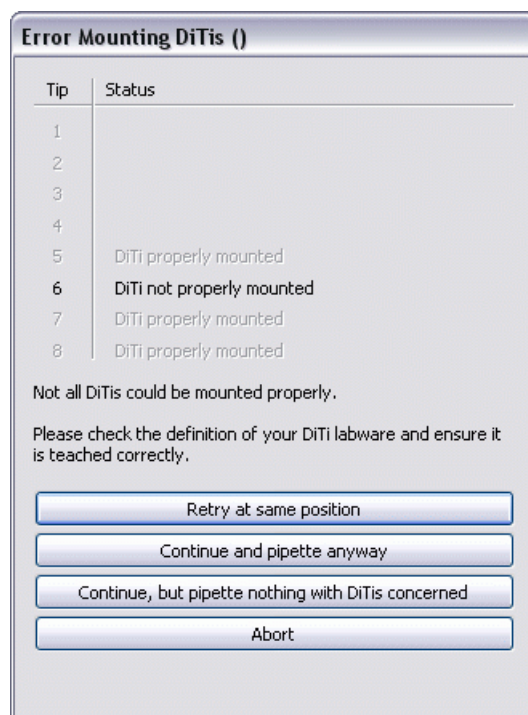 Error Mounting DiTis ()
Tip Status
1
2
3
4
5 DiTi properly mounted
6 DiTi not properly mounted
7 DiTi properly mounted
8 DiTi properly mounted
Not all DiTis could be mounted properly.
Please check the definition of your DiTi labware and ensure it
is teached correctly.
Retry at same position
Continue and pipette anyway
Continue, but pipette nothing with DiTis concerned
Abort